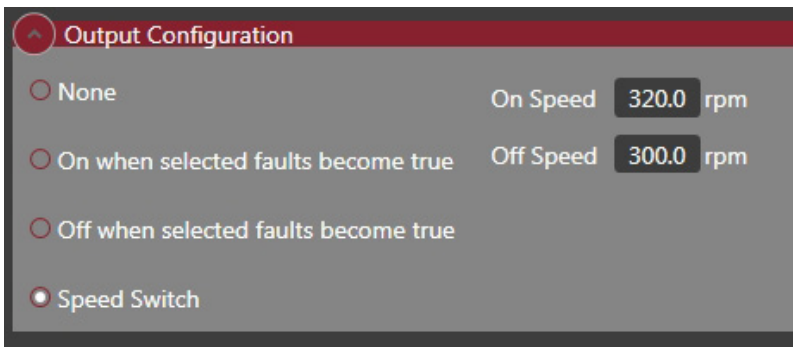 Output Configuration
None
On Speed 320.0 rpm
On when selected faults become true
Off Speed 300.0 rpm
Off when selected faults become true
Speed Switch